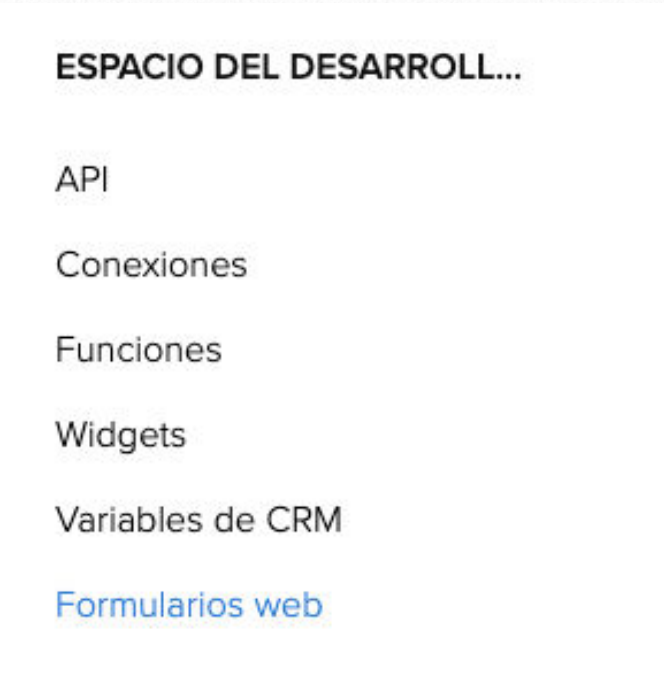 ESPACIO DEL DESARROLL...
API
Conexiones
Funciones
Widgets
Variables de CRM
Formularios web